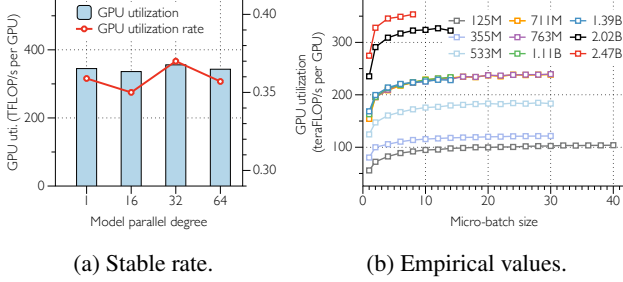 GPU uti. (TFLOP/s per GPU)
400
200
0
GPU utilization
GPU utilization rate
0.40
0.35
0.30
1
16
32
64
Model parallel degree
(a) Stable rate.
GPU utilization
(teraFLOP/s per GPU)
300
200
100
125M
711M
1.39B
355M
763M
2.02B
533M
1.11B
2.47B
0
10
20
30
40
Micro-batch size
(b) Empirical values.